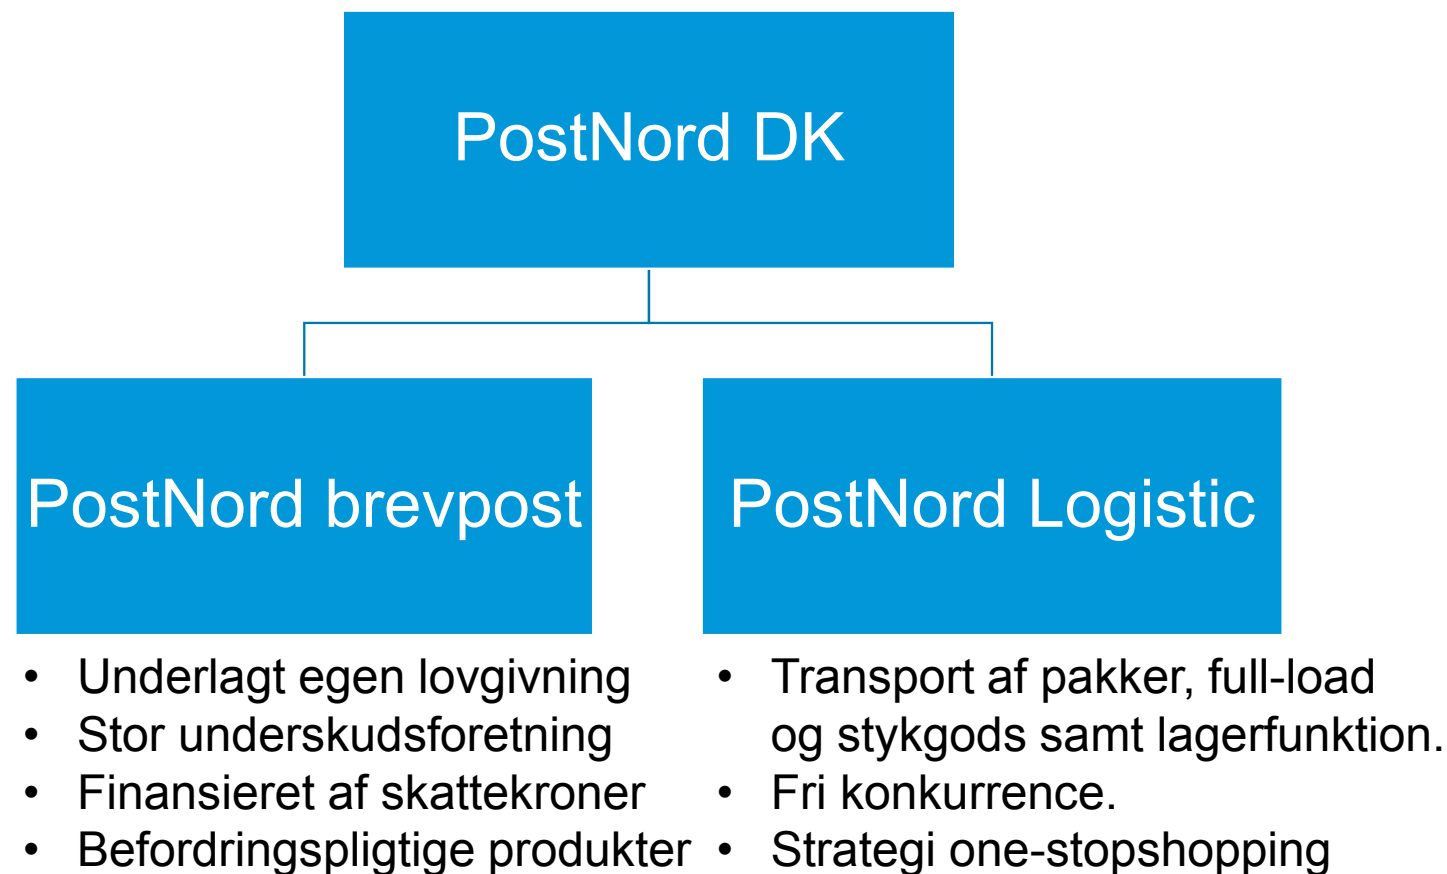 PostNord DK
PostNord brevpost
PostNord Logistic
• Underlagt egen lovgivning
• Stor underskudsforetning
• Finansieret af skattekroner
• Befordringspligtige produkter
• Transport af pakker, full-load
og stykgods samt lagerfunktion.
• Fri konkurrence.
• Strategi one-stopshopping